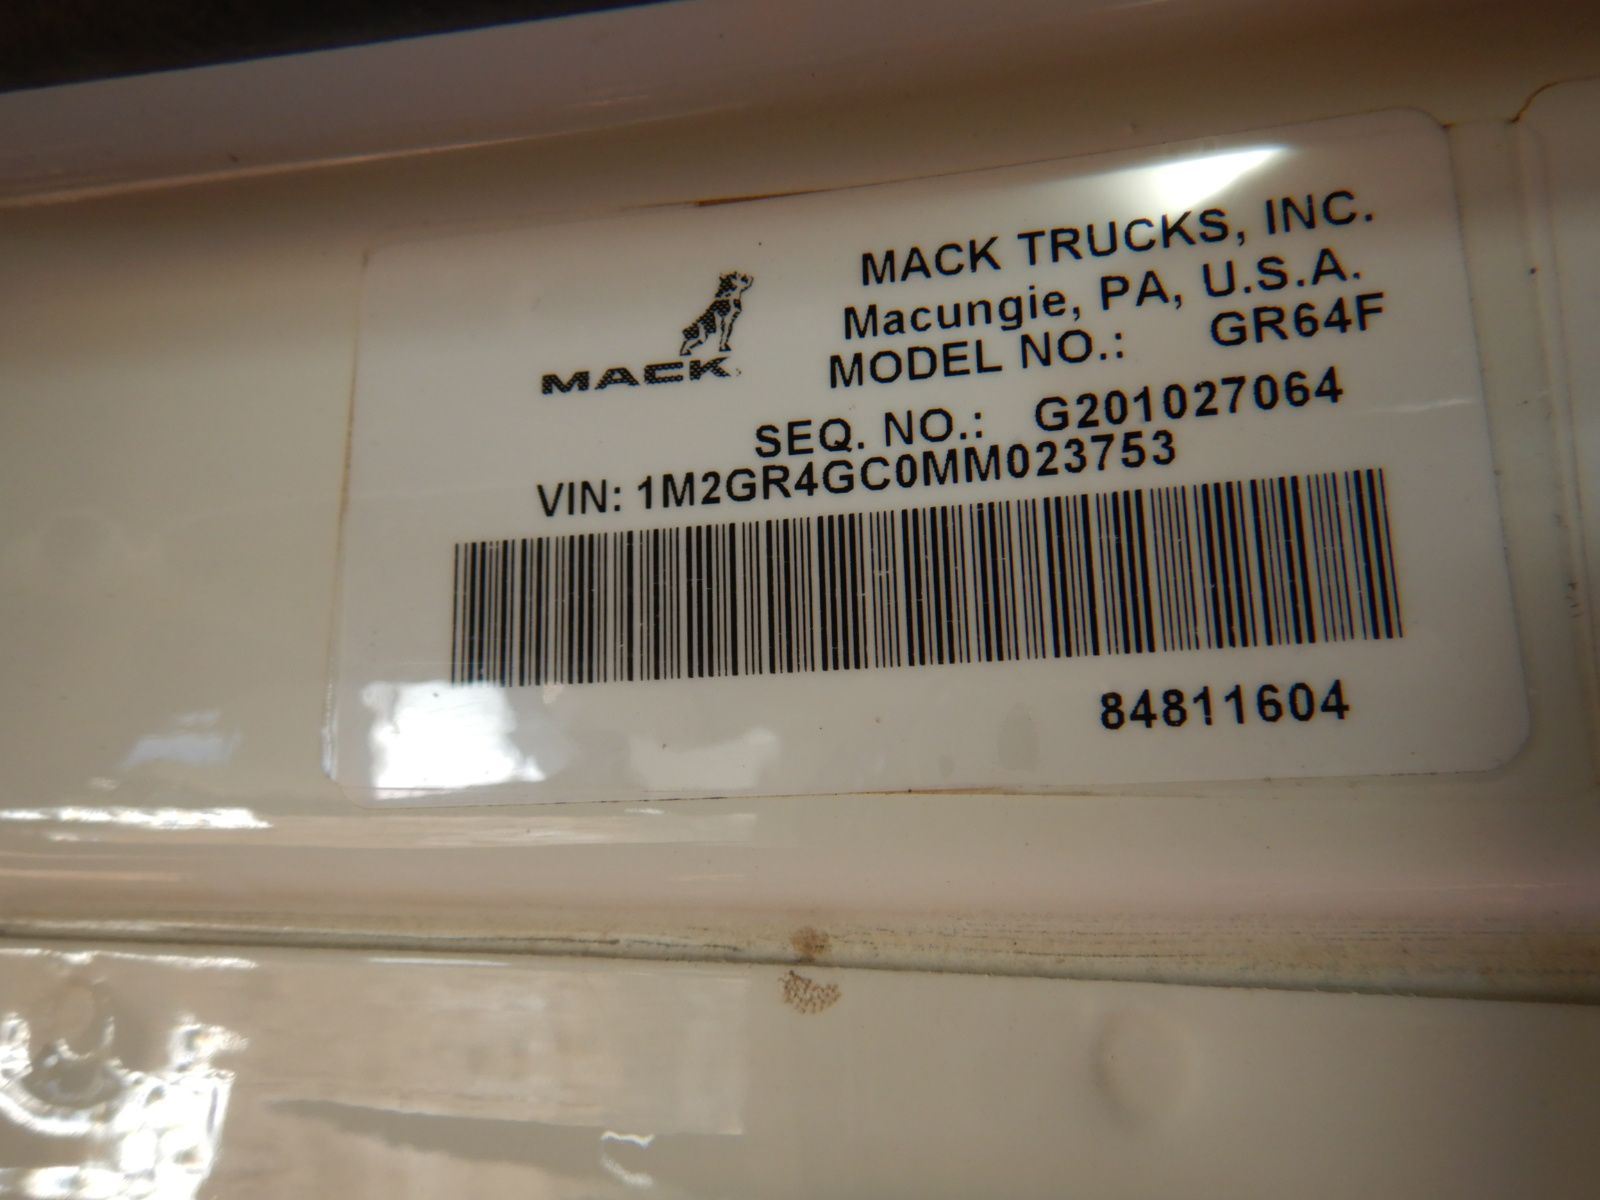 MACK TRUCKS, INC.
Macungie, PA, U.S.A.
MACK
MODEL NO.: GR64F
SEQ. NO.: G201027064
VIN: 1M2GR4GC0MM023753
84811604